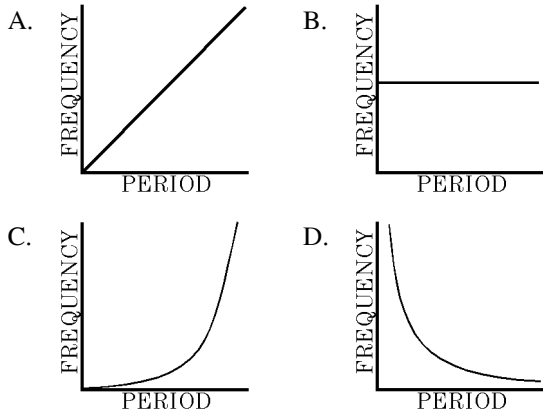 A.
FREQUENCY
PERIOD
B.
FREQUENCY
PERIOD
C.
FREQUENCY
PERIOD
D.
FREQUENCY
PERIOD